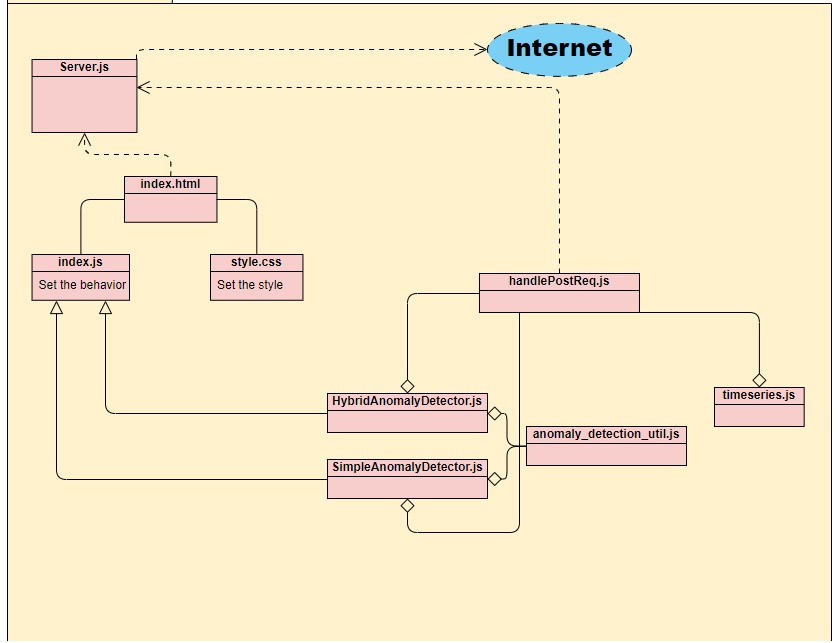 Internet
Server.js
index.html
index.js
Set the behavior
style.css
Set the style
handlePostReq.js
timeseries.js
HybridAnomalyDetector.js
anomaly_detection_util.js
SimpleAnomalyDetector.js